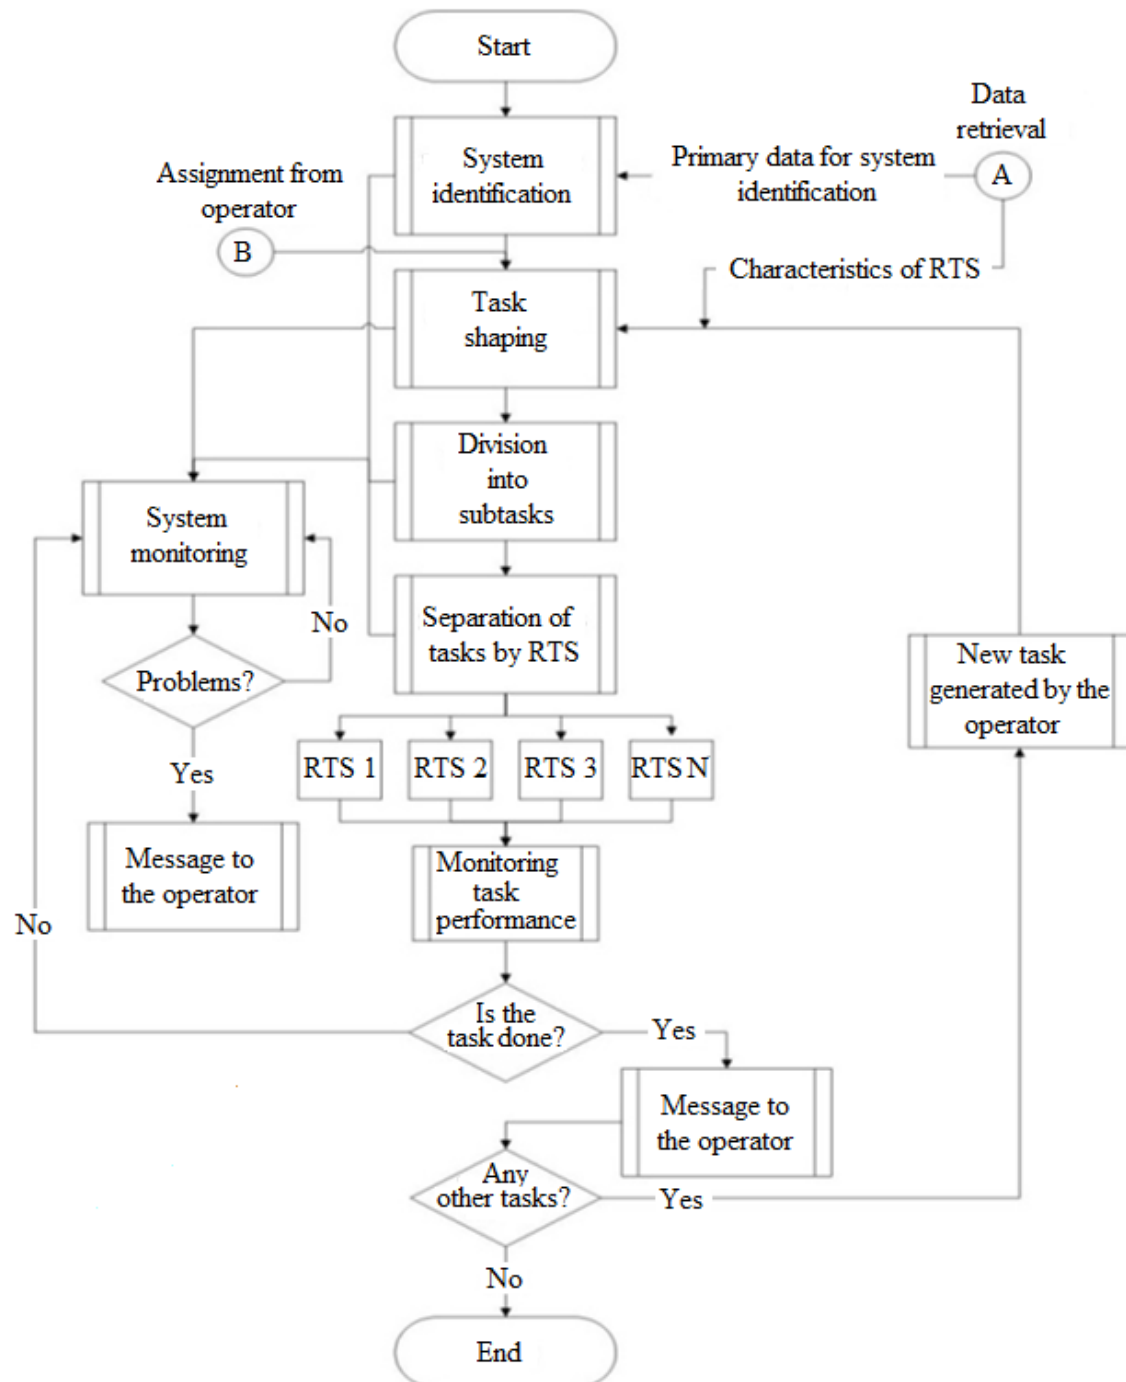 Start
Data
retrieval
A
System
identification
Primary data for system
identification
Assignment from
operator
B
Characteristics of RTS
Task
shaping
Division
into
subtasks
System
monitoring
No
Separation of
tasks by RTS
Problems?
New task
generated by the
operator
Yes
RTS 1
RTS 2
RTS 3
RTS N
Message to
the operator
Monitoring
task
performance
No
Is the
task done?
Yes
Message to
the operator
Any
other tasks?
Yes
No
End